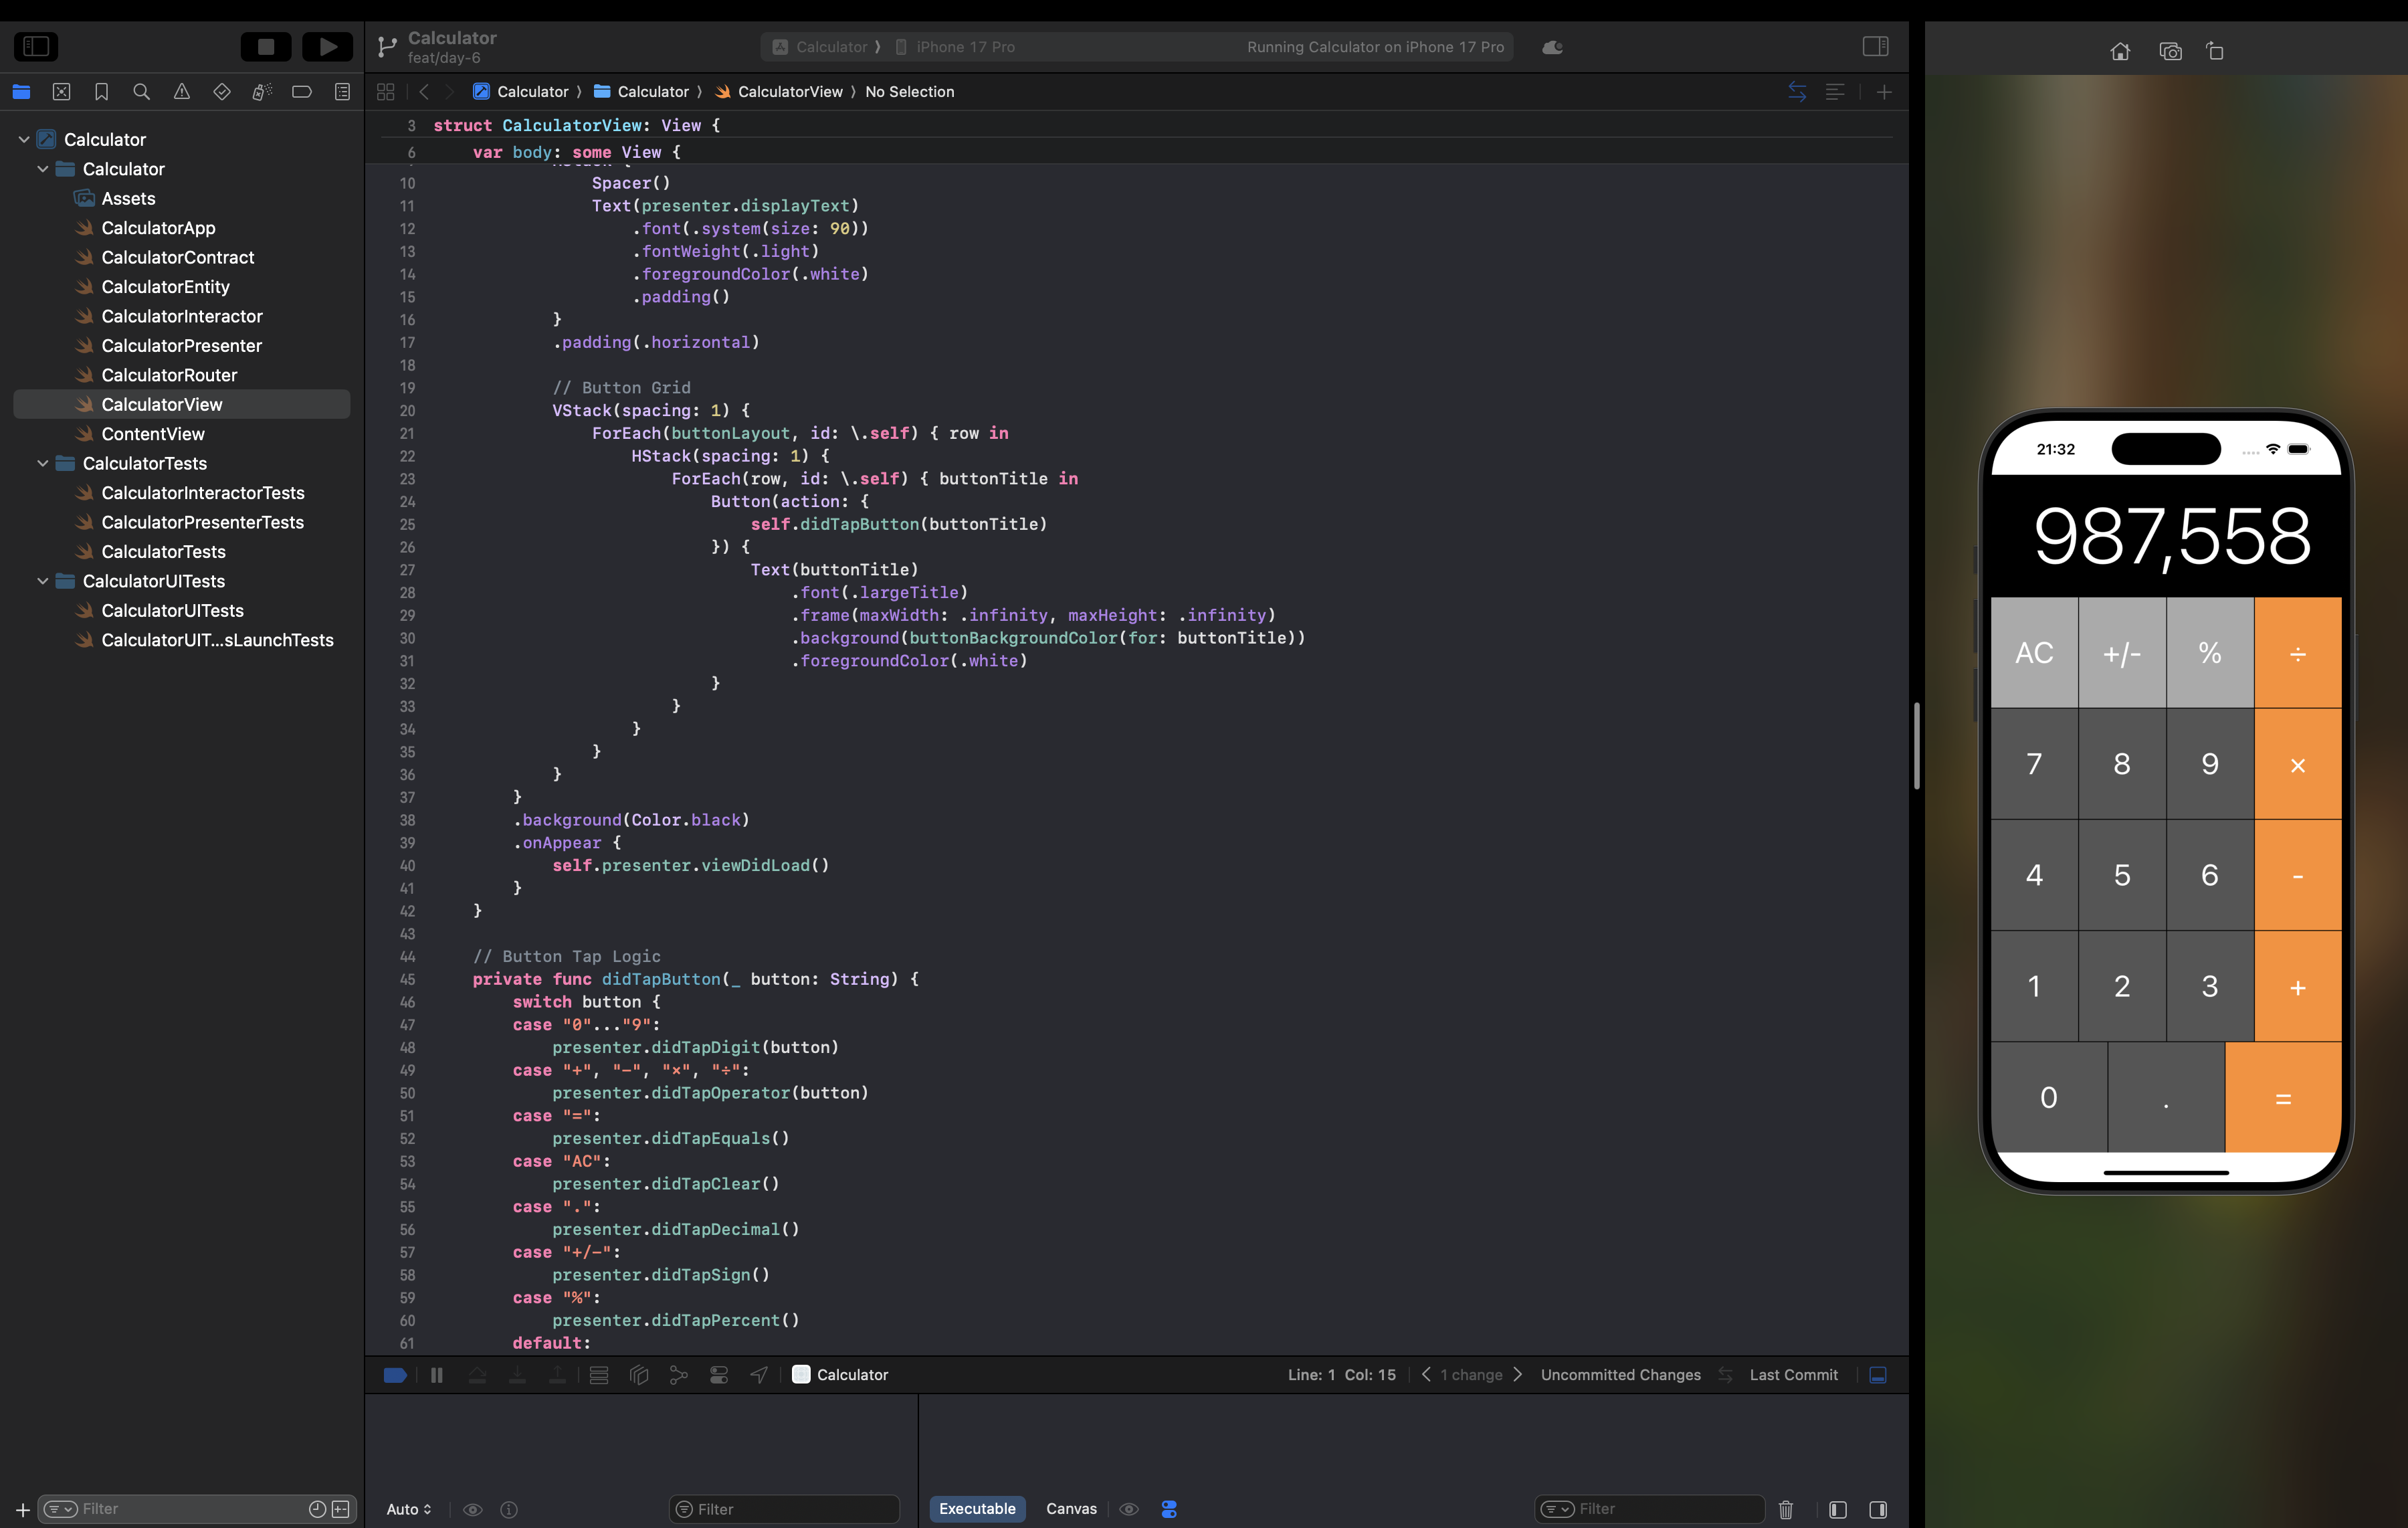 Calculator
feat/day-6
Calculator ⟩ iPhone 17 Pro
Running Calculator on iPhone 17 Pro
Calculator ⟩ Calculator ⟩ CalculatorView ⟩ No Selection
Calculator
Calculator
Assets
CalculatorApp
CalculatorContract
CalculatorEntity
CalculatorInteractor
CalculatorPresenter
CalculatorRouter
CalculatorView
ContentView
CalculatorTests
CalculatorInteractorTests
CalculatorPresenterTests
CalculatorTests
CalculatorUITests
CalculatorUITests
CalculatorUIT...sLaunchTests
Filter
3 struct CalculatorView: View {
6 var body: some View {
10 Spacer()
11 Text(presenter.displayText)
12 .font(.system(size: 90))
13 .fontWeight(.light)
14 .foregroundColor(.white)
15 .padding()
16 }
17 .padding(.horizontal)
18
19 // Button Grid
20 VStack(spacing: 1) {
21 ForEach(buttonLayout, id: \.self) { row in
22 HStack(spacing: 1) {
23 ForEach(row, id: \.self) { buttonTitle in
24 Button(action: {
25 self.didTapButton(buttonTitle)
26 }) {
27 Text(buttonTitle)
28 .font(.largeTitle)
29 .frame(maxWidth: .infinity, maxHeight: .infinity)
30 .background(buttonBackgroundColor(for: buttonTitle))
31 .foregroundColor(.white)
32 }
33 }
34 }
35 }
36 }
37 }
38 .background(Color.black)
39 .onAppear {
40 self.presenter.viewDidLoad()
41 }
42 }
43
44 // Button Tap Logic
45 private func didTapButton(_ button: String) {
46 switch button {
47 case "0"..."9":
48 presenter.didTapDigit(button)
49 case "+", "−", "×", "÷":
50 presenter.didTapOperator(button)
51 case "=":
52 presenter.didTapEquals()
53 case "AC":
54 presenter.didTapClear()
55 case ".":
56 presenter.didTapDecimal()
57 case "+/−":
58 presenter.didTapSign()
59 case "%":
60 presenter.didTapPercent()
61 default:
Calculator
Line: 1 Col: 15
1 change
Uncommitted Changes
Last Commit
Auto
Filter
Executable
Canvas
Filter
21:32
987,558
AC +/- % ÷
7 8 9 ×
4 5 6 -
1 2 3 +
0 . =